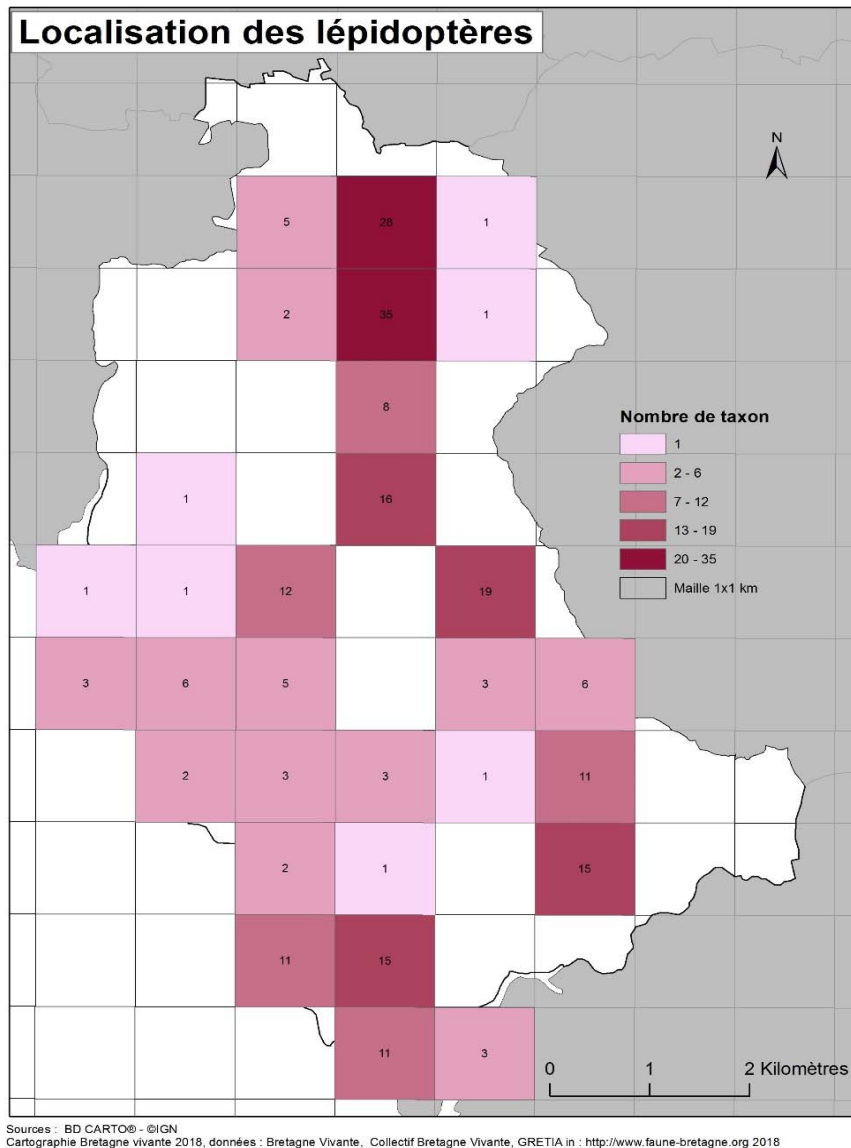 Localisation des lépidoptères
N
5 28 1
2 35 1
8
1 16
1 1 12 19
3 6 5 3 6
2 3 3 1 11
2 1 15
11 15
11 3
Nombre de taxon
1
2 - 6
7 - 12
13 - 19
20 - 35
Maille 1x1 km
0 1 2 Kilomètres
Sources : BD CARTO® - ©IGN
Cartographie Bretagne vivante 2018, données : Bretagne Vivante, Collectif Bretagne Vivante, GRETIA in : http://www.faune-bretagne.org 2018